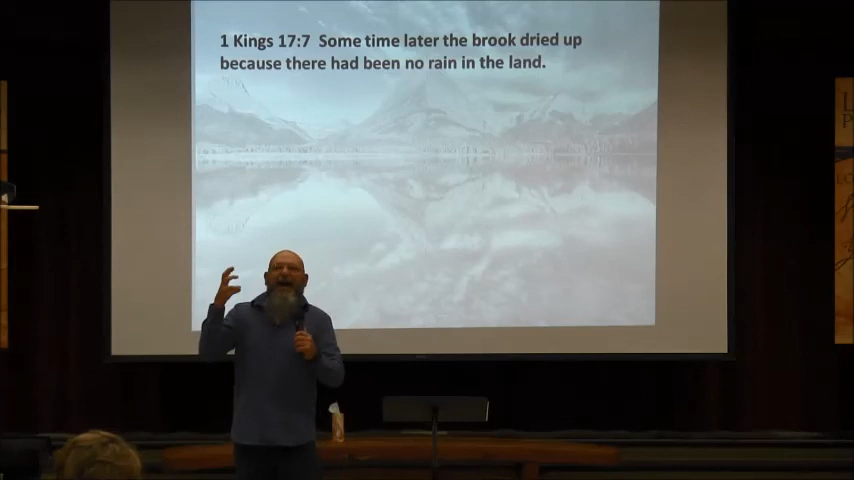 1 Kings 17:7 Some time later the brook dried up
because there had been no rain in the land.